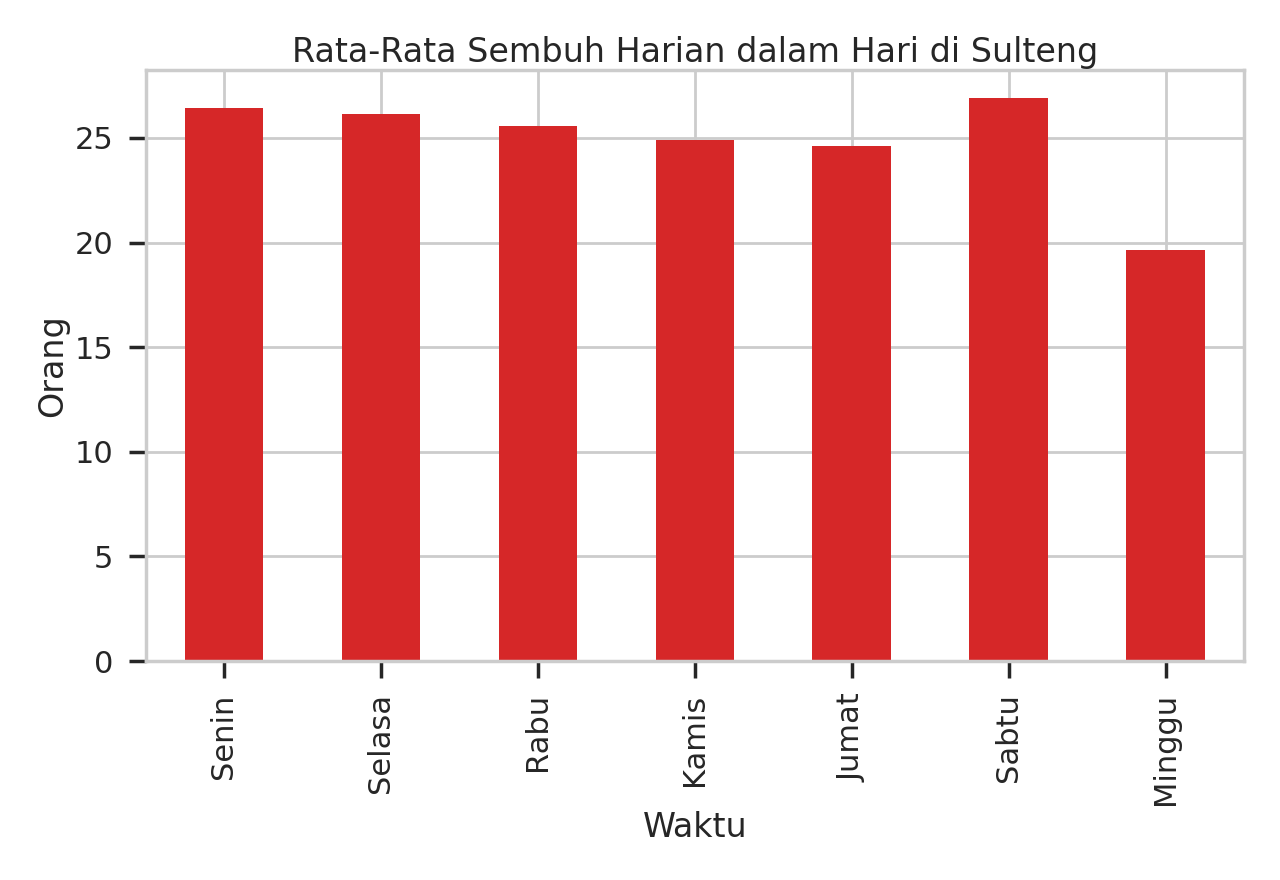 Rata-Rata Sembuh Harian dalam Hari di Sulteng
Orang
25
20
15
10
5
0
Senin
Selasa
Rabu
Kamis
Jumat
Sabtu
Minggu
Waktu